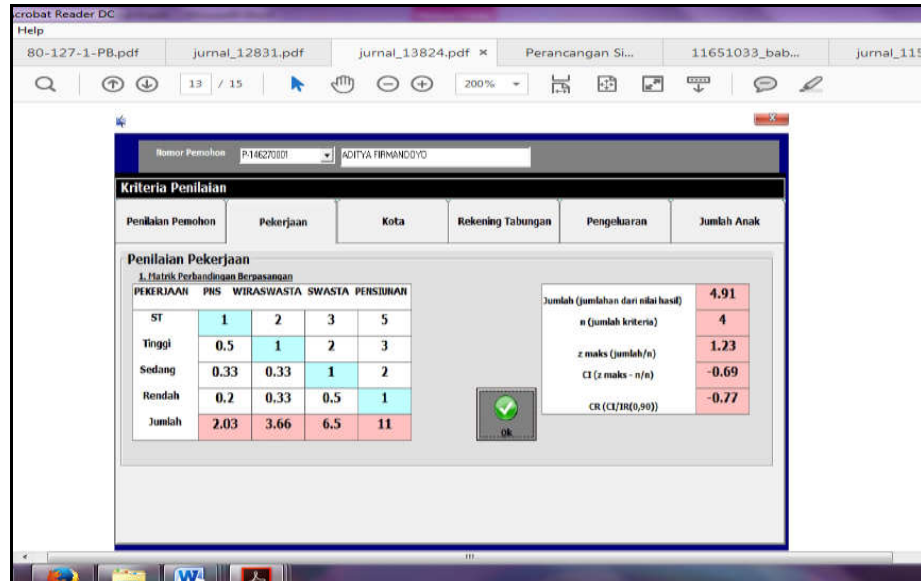 crobat Reader DC
Help
80-127-1-PB.pdf jurnal_12831.pdf jurnal_13824.pdf × Perancangan Si... 11651033_bab... jurnal_115
13 / 15 200%
Nomor Pemohon P-146270001 ADITYA FIRMANDOYO
Kriteria Penilaian
Penilaian Pemohon Pekerjaan Kota Rekening Tabungan Pengeluaran Jumlah Anak
Penilaian Pekerjaan
1. Matrik Perbandingan Berpasangan
PEKERJAAN PNS WIRASWASTA SWASTA PENSIUNAN
ST 1 2 3 5
Tinggi 0.5 1 2 3
Sedang 0.33 0.33 1 2
Rendah 0.2 0.33 0.5 1
Jumlah 2.03 3.66 6.5 11
Ok
Jumlah (jumlahan dari nilai hasil) 4.91
n (jumlah kriteria) 4
z maks (jumlah/n) 1.23
CI (z maks - n/n) -0.69
CR (CI/IR(0,90)) -0.77